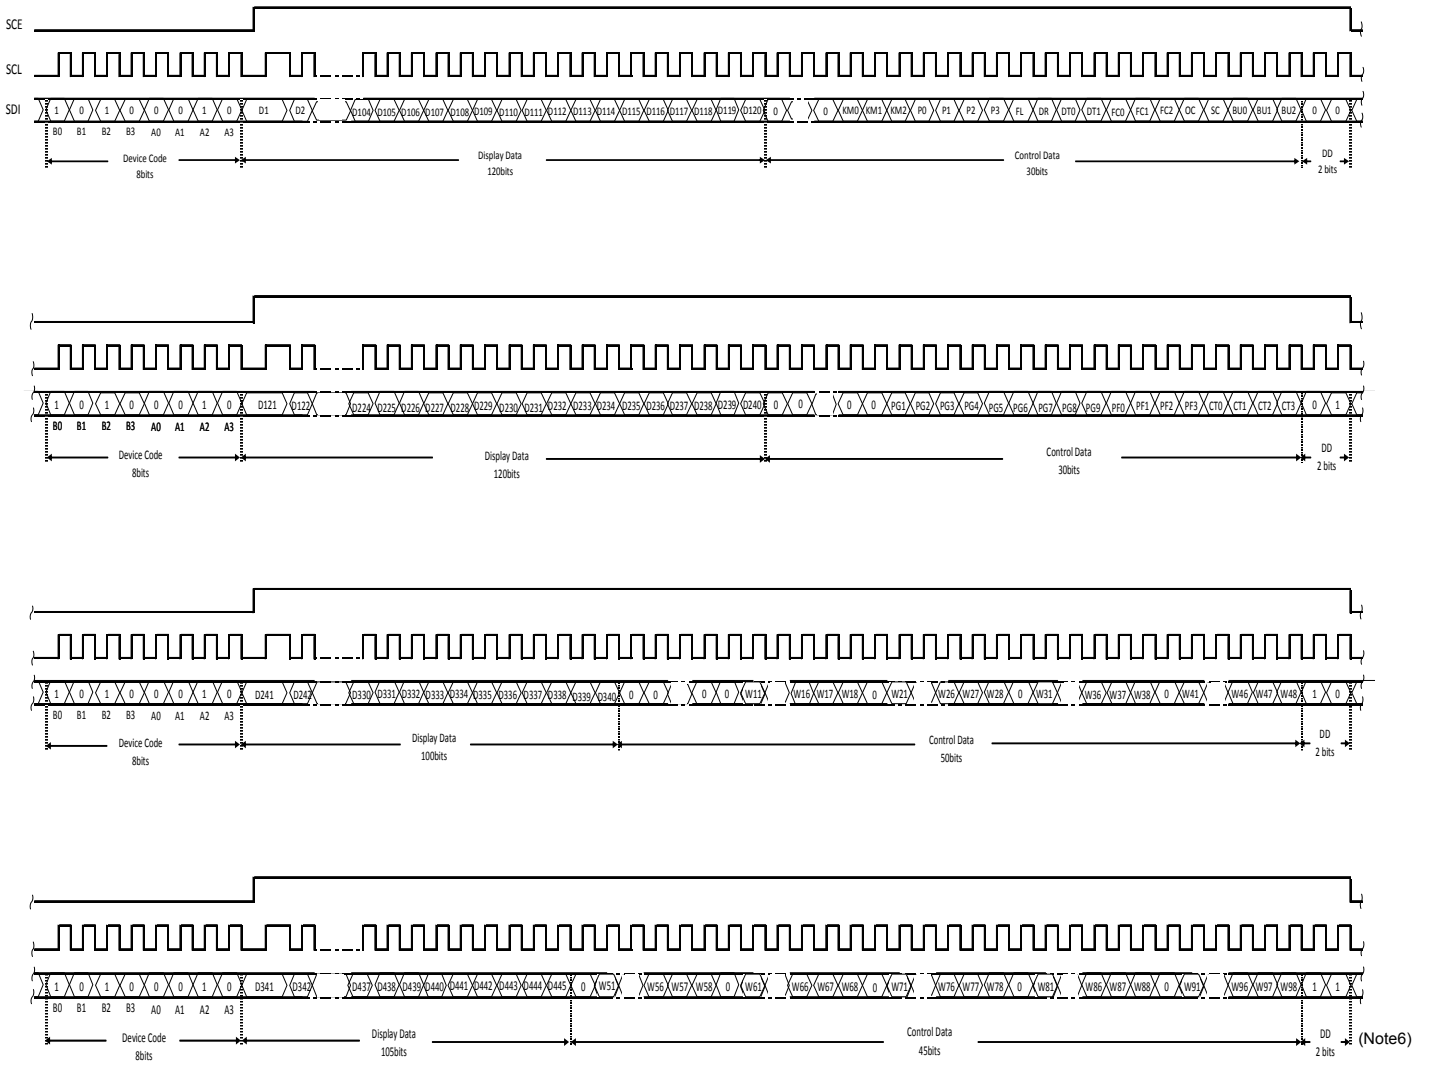 SCE
SCL
SDI 1 0 1 0 0 0 1 0 D1 D2 D104 D105 D106 D107 D108 D109 D110 D111 D112 D113 D114 D115 D116 D117 D118 D119 D120 0 0 KM0 KM1 KM2 P0 P1 P2 P3 FL DR DT0 DT1 FC0 FC1 FC2 OC SC BU0 BU1 BU2 0 0
B0 B1 B2 B3 A0 A1 A2 A3
Device Code Display Data Control Data DD
8bits 120bits 30bits 2 bits
1 0 1 0 0 0 1 0 D121 D122 D224 D225 D226 D227 D228 D229 D230 D231 D232 D233 D234 D235 D236 D237 D238 D239 D240 0 0 0 0 PG1 PG2 PG3 PG4 PG5 PG6 PG7 PG8 PG9 PF0 PF1 PF2 PF3 CT0 CT1 CT2 CT3 0 1
B0 B1 B2 B3 A0 A1 A2 A3
Device Code Display Data Control Data DD
8bits 120bits 30bits 2 bits
1 0 1 0 0 0 1 0 D241 D242 D330 D331 D332 D333 D334 D335 D336 D337 D338 D339 D340 0 0 0 0 W11 W16 W17 W18 0 W21 W26 W27 W28 0 W31 W36 W37 W38 0 W41 W46 W47 W48 1 0
B0 B1 B2 B3 A0 A1 A2 A3
Device Code Display Data Control Data DD
8bits 100bits 50bits 2 bits
1 0 1 0 0 0 1 0 D341 D342 D437 D438 D439 D440 D441 D442 D443 D444 D445 0 W51 W56 W57 W58 0 W61 W66 W67 W68 0 W71 W76 W77 W78 0 W81 W86 W87 W88 0 W91 W96 W97 W98 1 1
B0 B1 B2 B3 A0 A1 A2 A3
Device Code Display Data Control Data DD
8bits 105bits 45bits 2 bits (Note6)